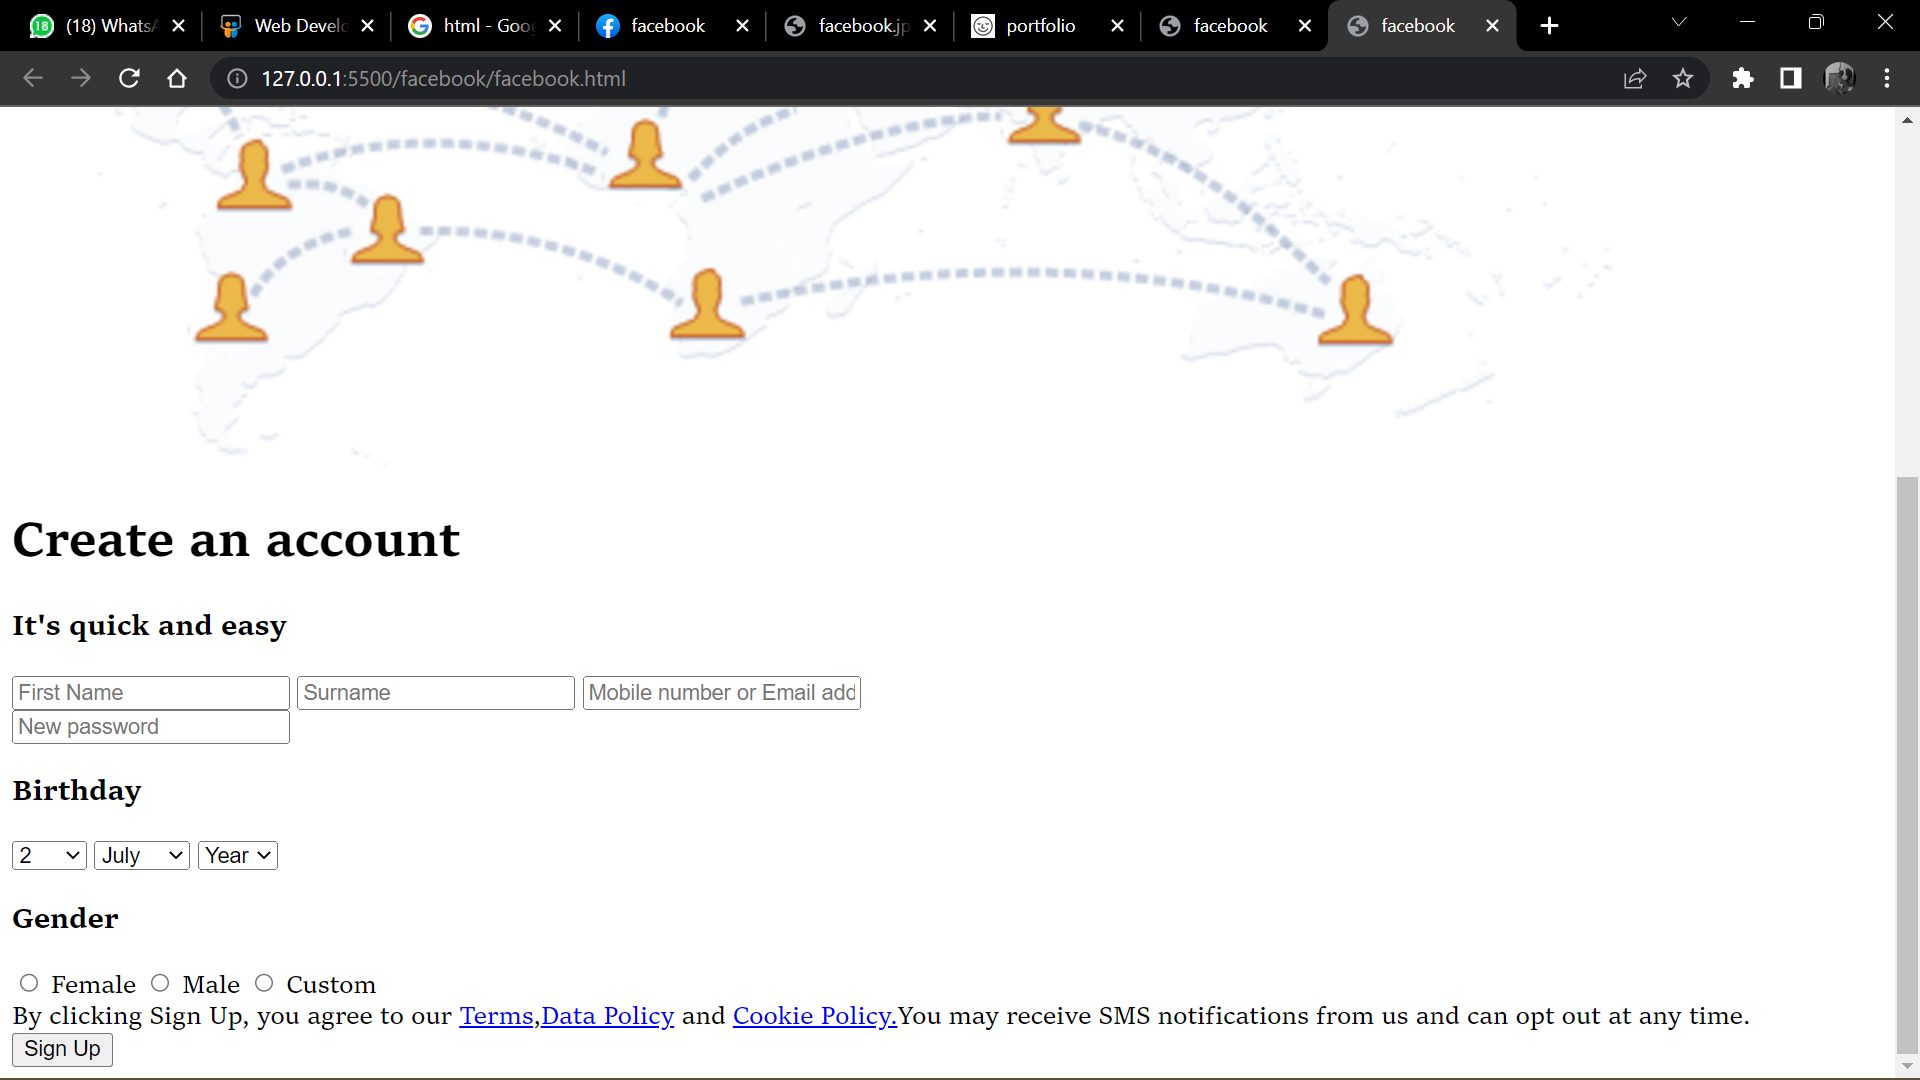 18 (18) WhatsA Web Develc html - Goog facebook facebook.jp portfolio facebook facebook
127.0.0.1:5500/facebook/facebook.html
Create an account
It's quick and easy
First Name Surname Mobile number or Email add
New password
Birthday
2 July Year
Gender
Female Male Custom
By clicking Sign Up, you agree to our Terms,Data Policy and Cookie Policy.You may receive SMS notifications from us and can opt out at any time.
Sign Up